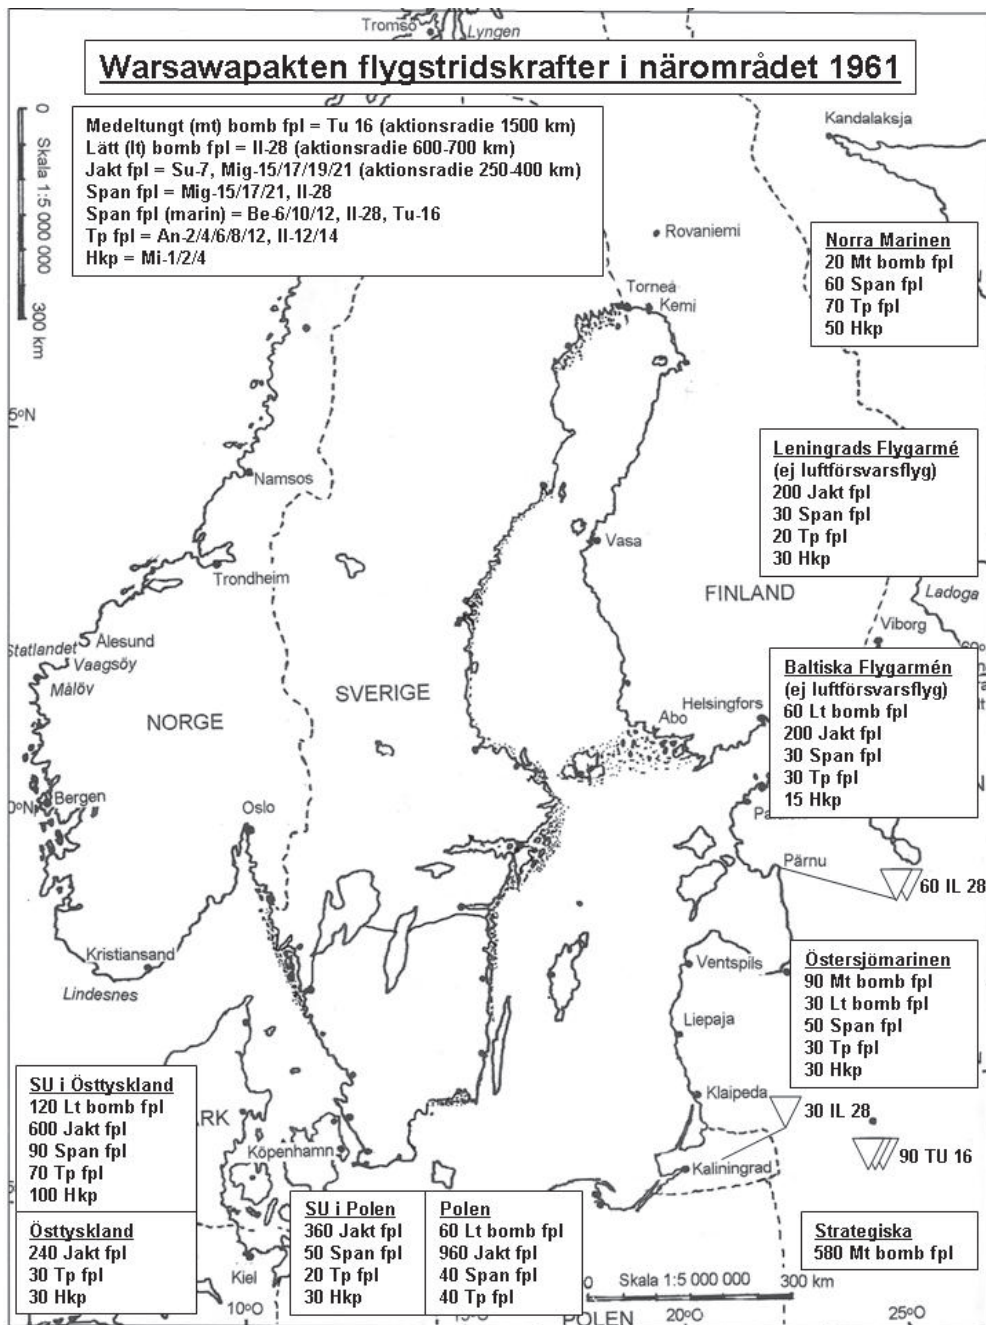 Tromsö
Lyngen
Warsawapakten flygstridskrafter i närområdet 1961
0
Skala 1:5 000 000
300 km
Medeltungt (mt) bomb fpl = Tu 16 (aktionsradie 1500 km)
Lätt (lt) bomb fpl = Il-28 (aktionsradie 600-700 km)
Jakt fpl = Su-7, Mig-15/17/19/21 (aktionsradie 250-400 km)
Span fpl = Mig-15/17/21, Il-28
Span fpl (marin) = Be-6/10/12, Il-28, Tu-16
Tp fpl = An-2/4/6/8/12, Il-12/14
Hkp = Mi-1/2/4
Kandalaksja
Rovaniemi
Norra Marinen
20 Mt bomb fpl
60 Span fpl
70 Tp fpl
50 Hkp
Torneå
Kemi
5ºN
Namsos
Leningrads Flygarmé
(ej luftförsvarsflyg)
200 Jakt fpl
30 Span fpl
20 Tp fpl
30 Hkp
Vasa
Trondheim
FINLAND
Ladoga
Viborg
Ålesund
Statlandet
Vaagsöy
Målöv
SVERIGE
NORGE
Baltiska Flygarmén
(ej luftförsvarsflyg)
60 Lt bomb fpl
200 Jakt fpl
30 Span fpl
30 Tp fpl
15 Hkp
Helsingfors
Åbo
0ºN
Bergen
Oslo
Pärnu
60 IL 28
Kristiansand
Lindesnes
Ventspils
Östersjömarinen
90 Mt bomb fpl
30 Lt bomb fpl
50 Span fpl
30 Tp fpl
30 Hkp
Liepaja
Klaipeda
30 IL 28
SU i Östtyskland
120 Lt bomb fpl
600 Jakt fpl
90 Span fpl
70 Tp fpl
100 Hkp
ARK
Köpenhamn
Kaliningrad
90 TU 16
Östtyskland
240 Jakt fpl
30 Tp fpl
30 Hkp
SU i Polen
360 Jakt fpl
50 Span fpl
20 Tp fpl
30 Hkp
Polen
60 Lt bomb fpl
960 Jakt fpl
40 Span fpl
40 Tp fpl
Strategiska
580 Mt bomb fpl
Kiel
0
Skala 1:5 000 000
300 km
10ºO
POLEN
20ºO
25ºO